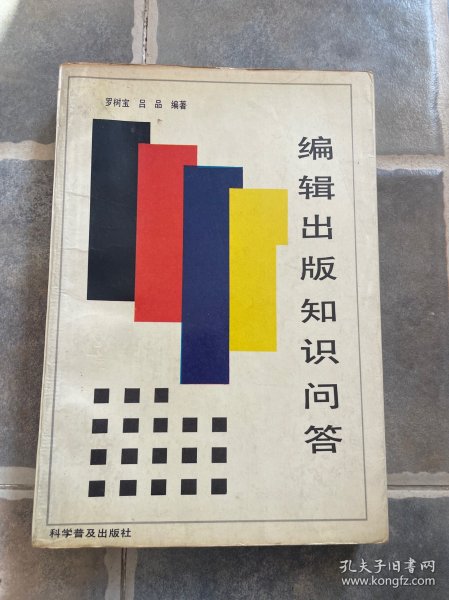 罗树宝 吕品 编著
编辑出版知识问答
科学普及出版社
孔夫子旧书网
www.kongfz.com